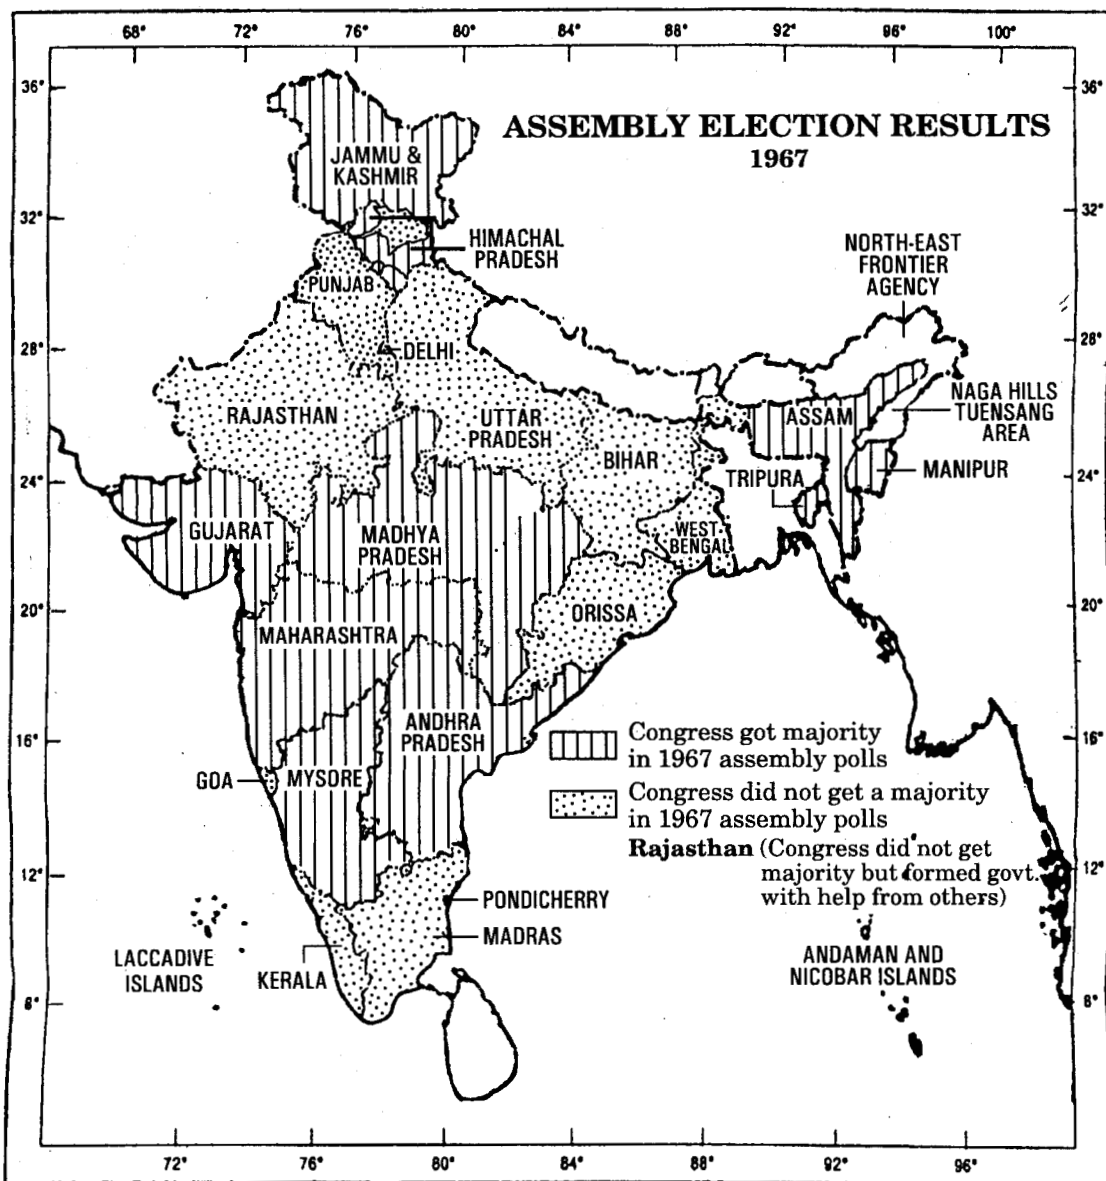 68° 72° 76° 80° 84° 88° 92° 96° 100°
36° 36°
ASSEMBLY ELECTION RESULTS
1967
JAMMU &
KASHMIR
32° 32°
HIMACHAL
PRADESH
NORTH-EAST
FRONTIER
AGENCY
PUNJAB
28° 28°
DELHI
NAGA HILLS
TUENSANG
AREA
RAJASTHAN
UTTAR
PRADESH
ASSAM
BIHAR
TRIPURA
MANIPUR
24° 24°
GUJARAT
MADHYA
PRADESH
WEST
BENGAL
20° 20°
ORISSA
MAHARASHTRA
ANDHRA
PRADESH
16° 16°
GOA
MYSORE
Congress got majority
in 1967 assembly polls
Congress did not get a majority
in 1967 assembly polls
Rajasthan (Congress did not get
majority but formed govt.
with help from others)
12° 12°
PONDICHERRY
MADRAS
LACCADIVE
ISLANDS
KERALA
ANDAMAN AND
NICOBAR ISLANDS
8° 8°
72° 76° 80° 84° 88° 92° 96°